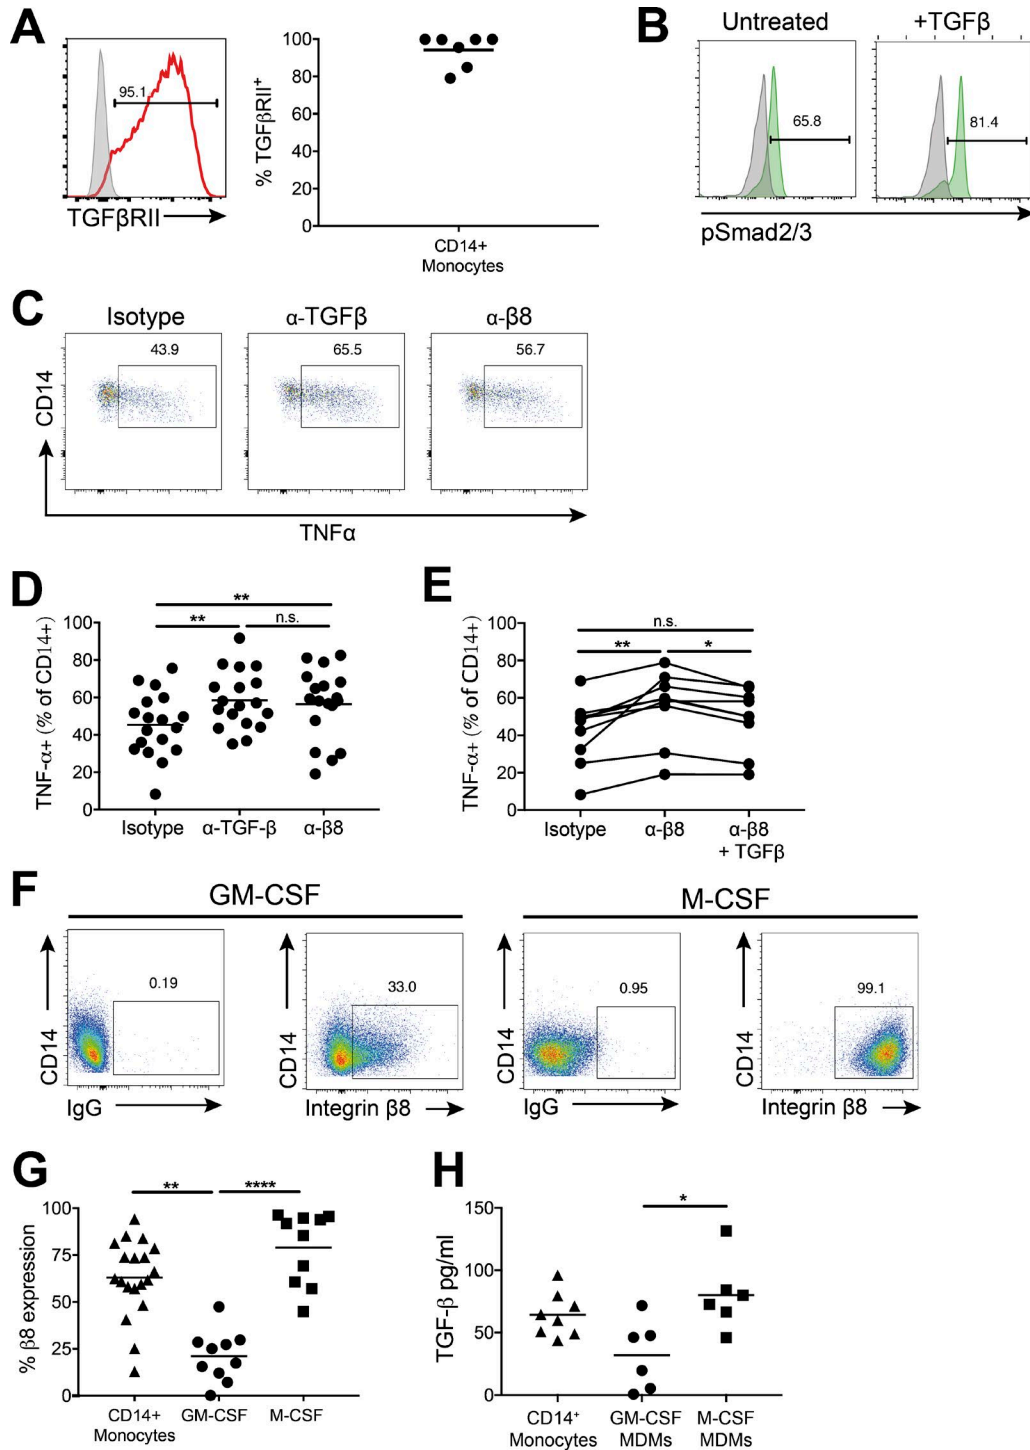 A
95.1
TGFβRII
% TGFβRII⁺
100
80
60
40
20
0
CD14+
Monocytes
B
Untreated
+TGFβ
65.8
81.4
pSmad2/3
C
Isotype
α-TGFβ
α-β8
43.9
65.5
56.7
CD14
TNFα
D
**
**
n.s.
TNF-α+ (% of CD14+)
100
80
60
40
20
0
Isotype
α-TGF-β
α-β8
E
n.s.
**
*
TNF-α+ (% of CD14+)
100
80
60
40
20
0
Isotype
α-β8
α-β8
+ TGFβ
F
GM-CSF
M-CSF
0.19
33.0
0.95
99.1
CD14
CD14
CD14
CD14
IgG
Integrin β8
IgG
Integrin β8
G
**
****
% β8 expression
100
75
50
25
0
CD14+
Monocytes
GM-CSF
M-CSF
H
*
TGF-β pg/ml
150
100
50
0
CD14⁺
Monocytes
GM-CSF
MDMs
M-CSF
MDMs